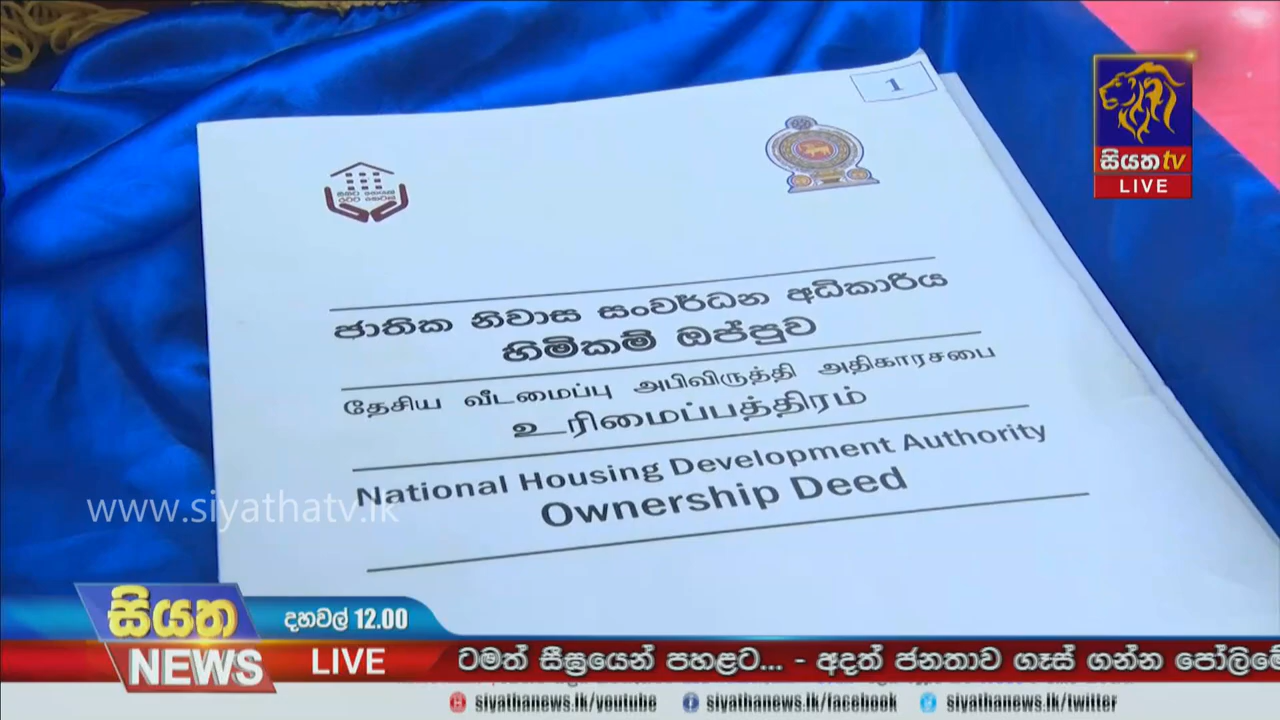 1
සියත tv
LIVE
ජාතික නිවාස සංවර්ධන අධිකාරිය
හිමිකම් ඔප්පුව
தேசிய வீடமைப்பு அபிவிருத்தி அதிகாரசபை
உரிமைப்பத்திரம்
National Housing Development Authority
Ownership Deed
www.siyathatv.lk
සියත
NEWS
දහවල් 12.00
LIVE
ටමත් සීඝ්‍රයෙන් පහළට... - අදත් ජනතාව ගෑස් ගන්න පෝලිමේ
siyathanews.lk/youtube
siyathanews.lk/facebook
siyathanews.lk/twitter